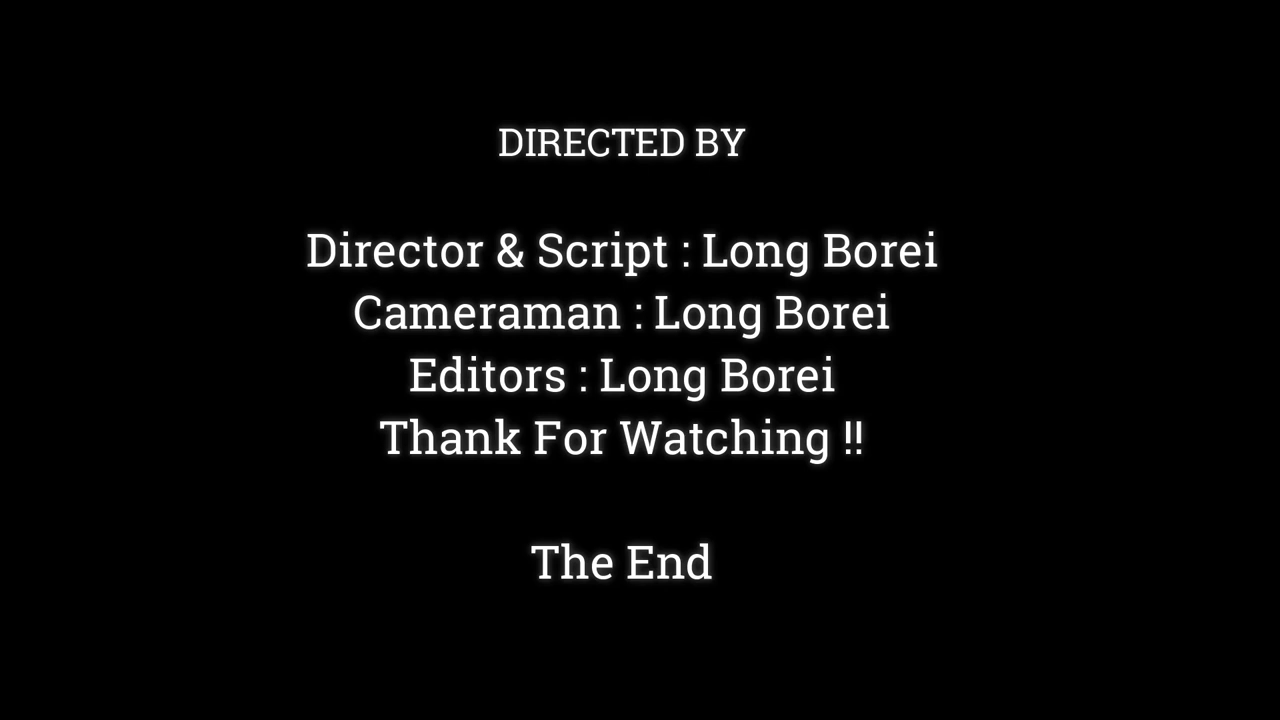 DIRECTED BY
Director & Script : Long Borei
Cameraman : Long Borei
Editors : Long Borei
Thank For Watching !!
The End